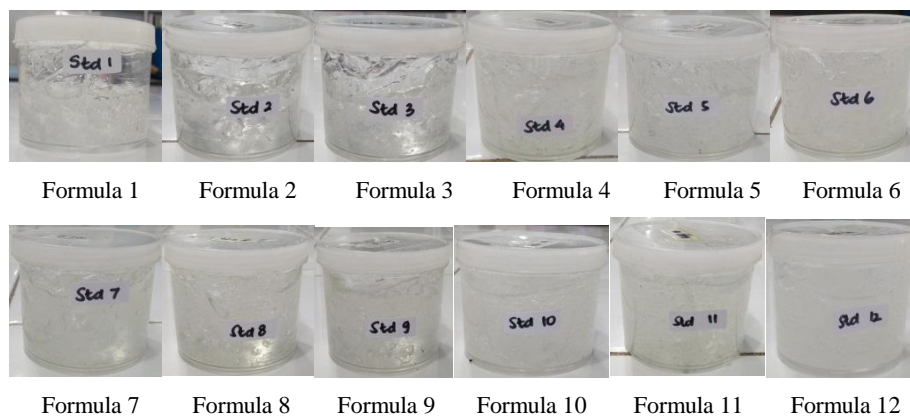 Std 1 Std 2 Std 3 Std 4 Std 5 Std 6
Formula 1 Formula 2 Formula 3 Formula 4 Formula 5 Formula 6
Std 7 Std 8 Std 9 Std 10 Std 11 Std 12
Formula 7 Formula 8 Formula 9 Formula 10 Formula 11 Formula 12